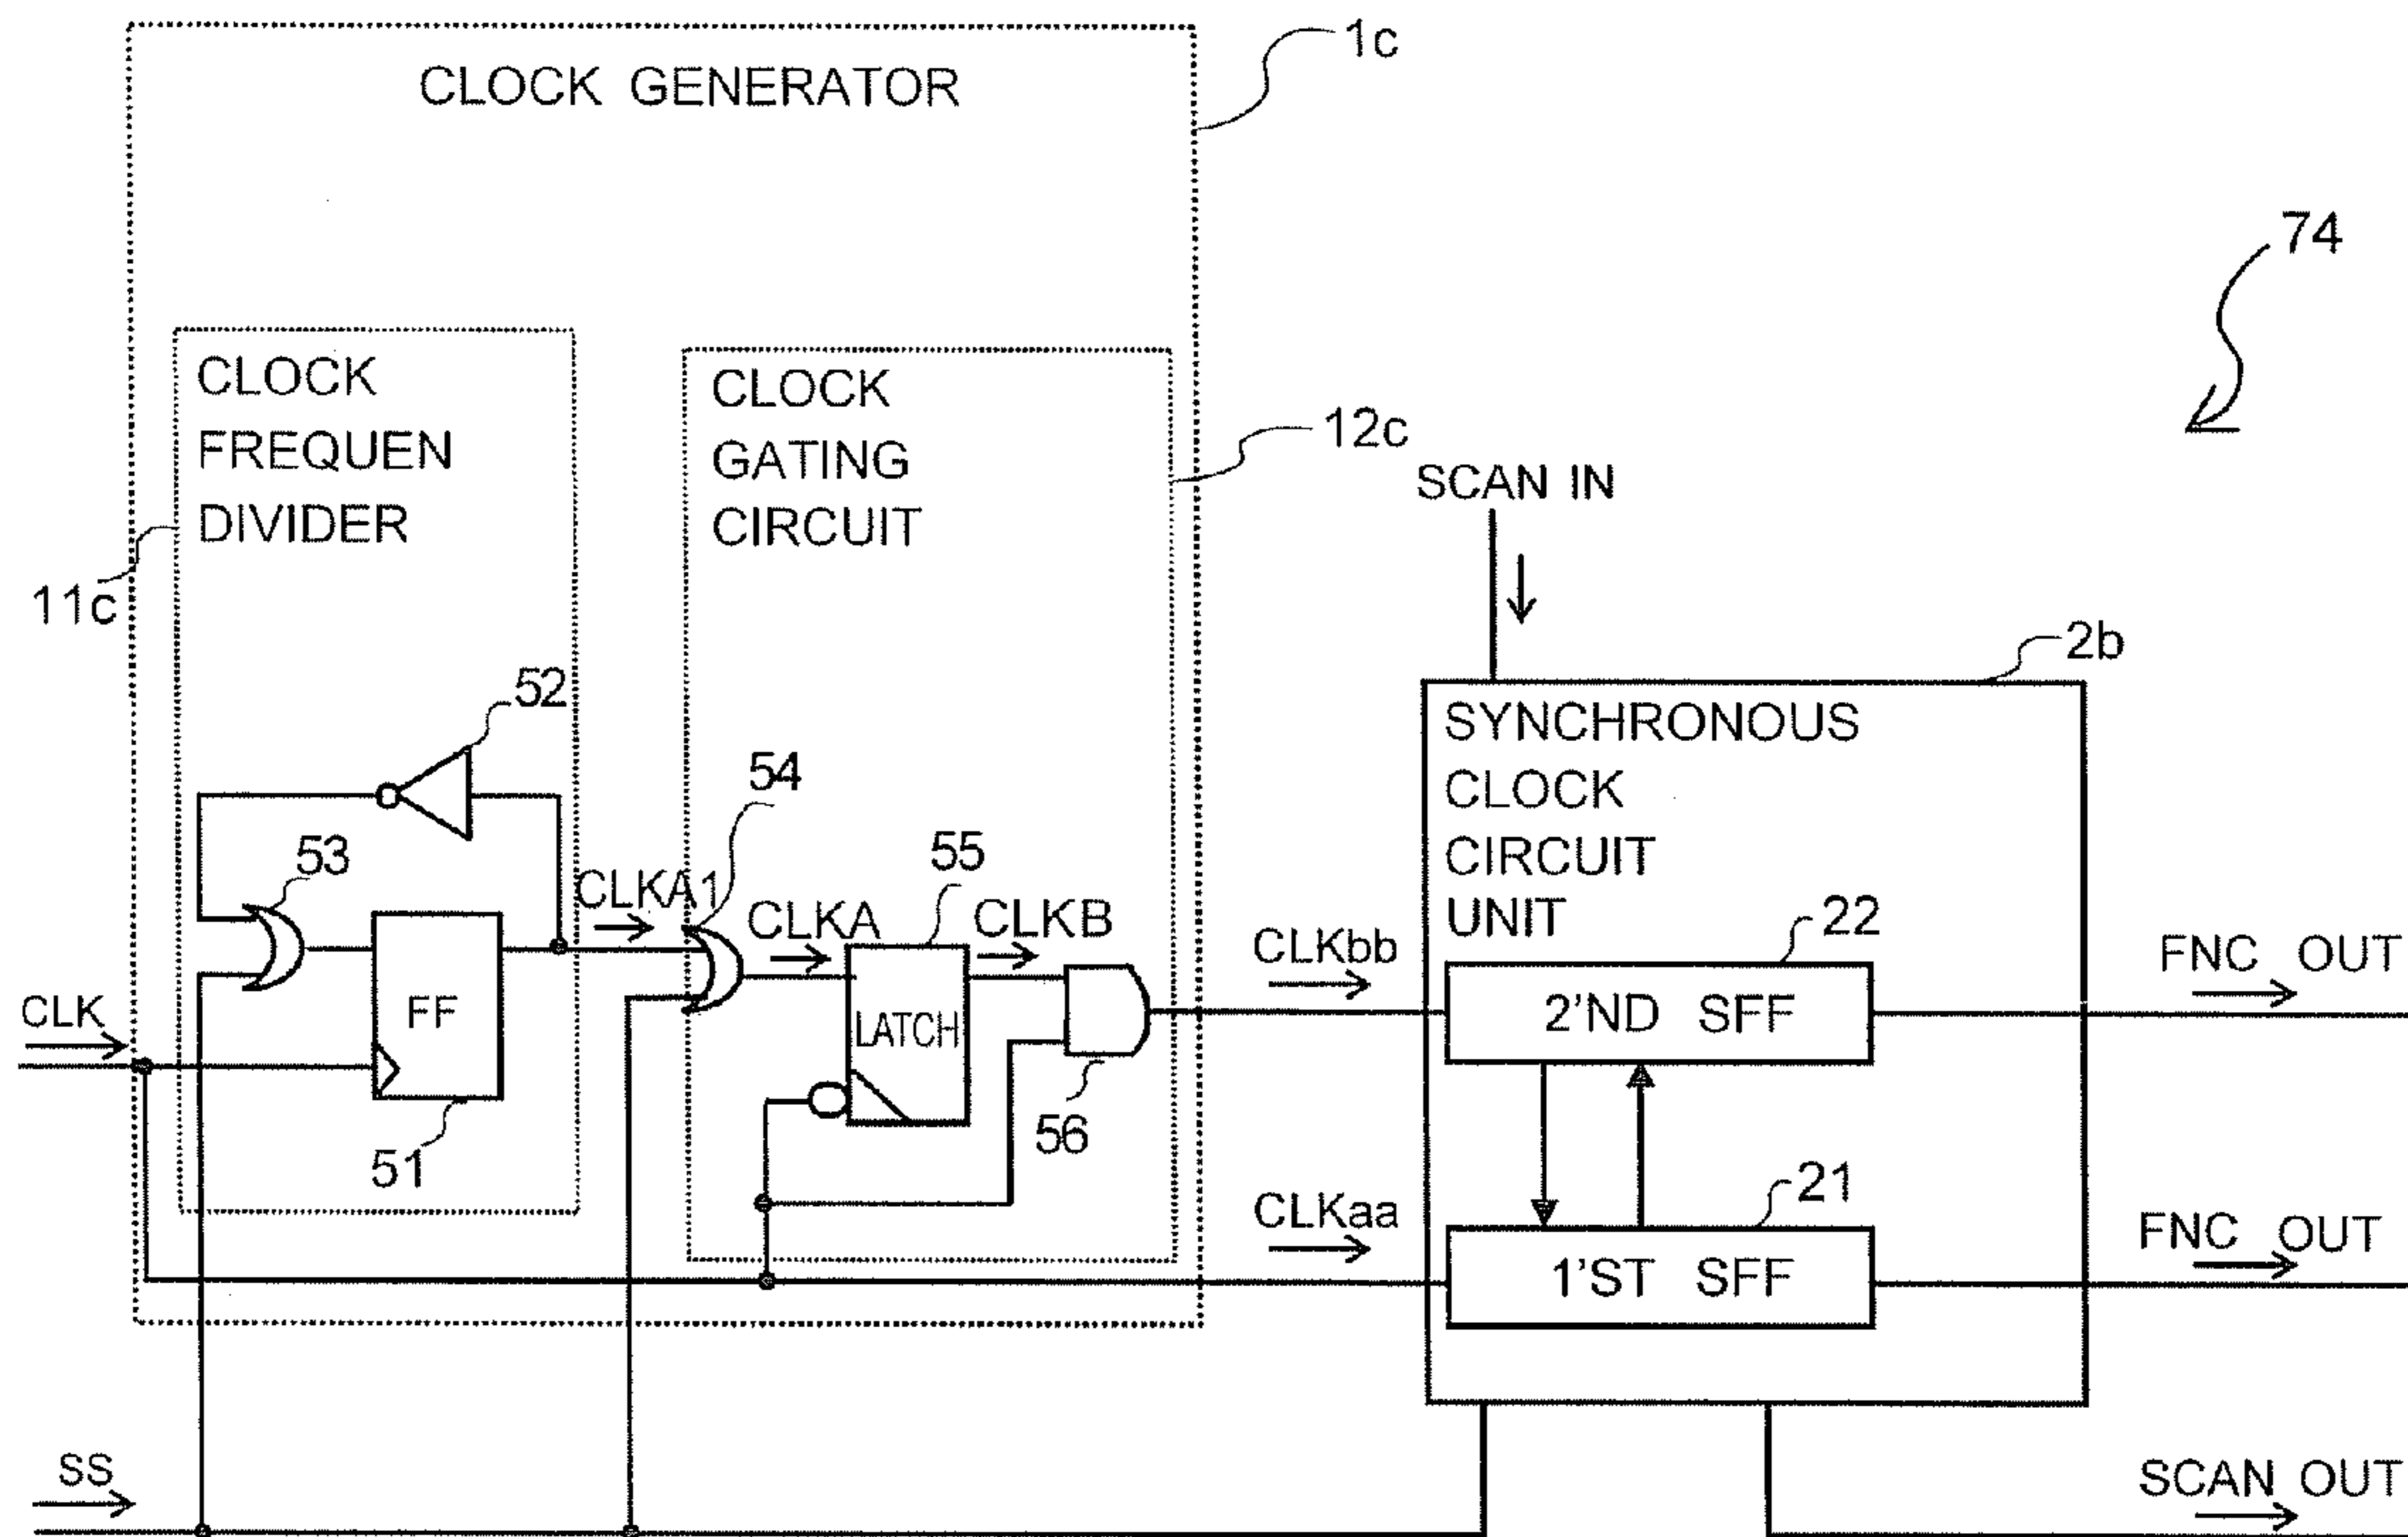 1c
CLOCK GENERATOR
74
CLOCK
FREQUEN
DIVIDER
CLOCK
GATING
CIRCUIT
12c
SCAN IN
11c
2b
52
SYNCHRONOUS
CLOCK
CIRCUIT
UNIT
54
53
55
CLKA1
CLKA
CLKB
22
CLKbb
FNC OUT
CLK
FF
LATCH
2'ND SFF
56
51
21
CLKaa
FNC OUT
1'ST SFF
SS
SCAN OUT